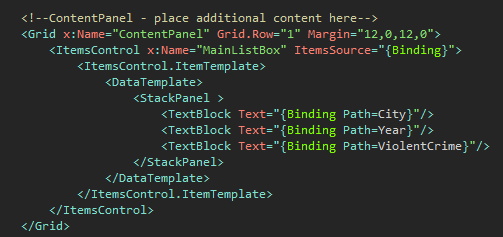 <!--ContentPanel - place additional content here-->
<Grid x:Name="ContentPanel" Grid.Row="1" Margin="12,0,12,0">
<ItemsControl x:Name="MainListBox" ItemsSource="{Binding}">
<ItemsControl.ItemTemplate>
<DataTemplate>
<StackPanel >
<TextBlock Text="{Binding Path=City}"/>
<TextBlock Text="{Binding Path=Year}"/>
<TextBlock Text="{Binding Path=ViolentCrime}"/>
</StackPanel>
</DataTemplate>
</ItemsControl.ItemTemplate>
</ItemsControl>
</Grid>